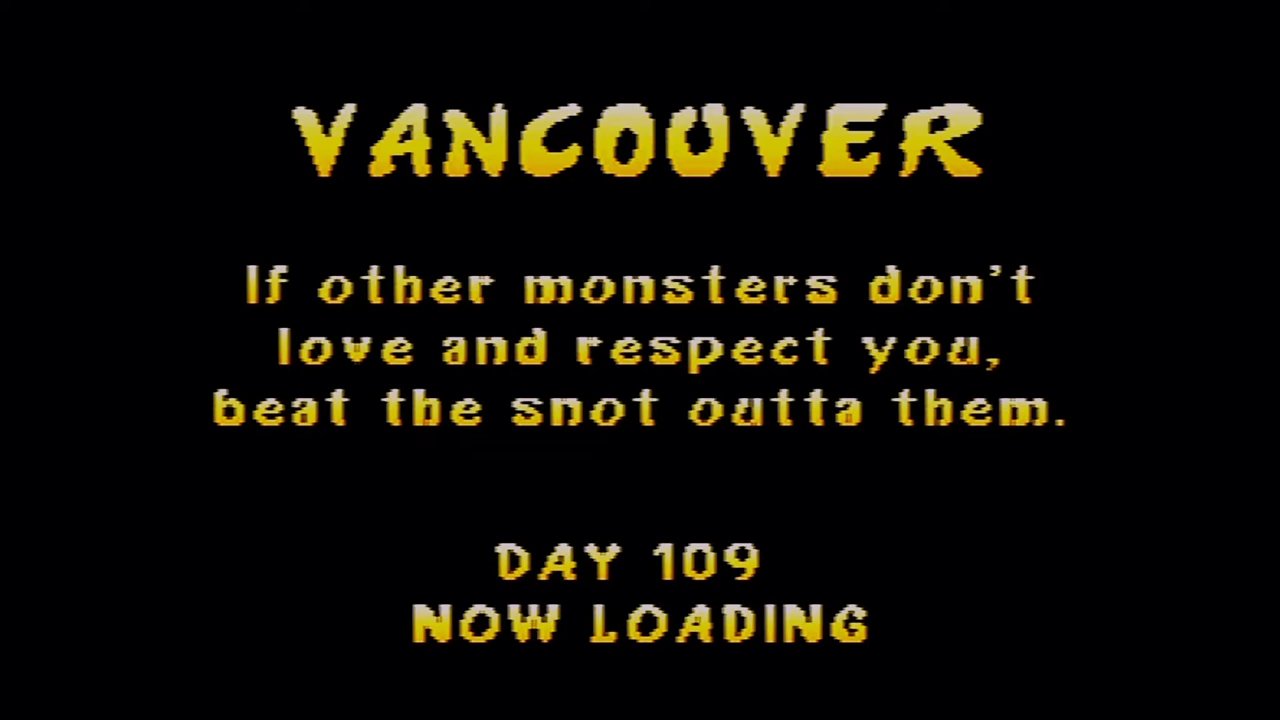 VANCOUVER
If other monsters don't
love and respect you,
beat the snot outta them.
DAY 109
NOW LOADING